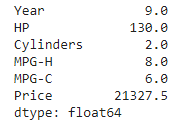 Year 9.0
HP 130.0
Cylinders 2.0
MPG-H 8.0
MPG-C 6.0
Price 21327.5
dtype: float64